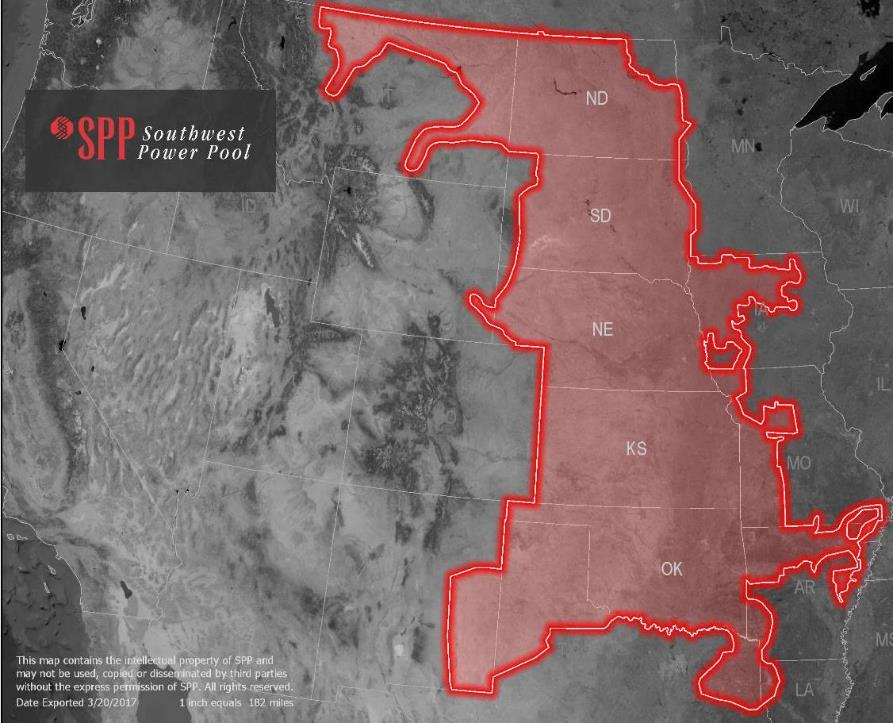 SPP Southwest
Power Pool
ND
MN
WI
ID
SD
IA
NE
IL
KS
MO
OK
AR
MS
LA
This map contains the intellectual property of SPP and
may not be used, copied or disseminated by third parties
without the express permission of SPP. All rights reserved.
Date Exported 3/20/2017 1 inch equals 182 miles